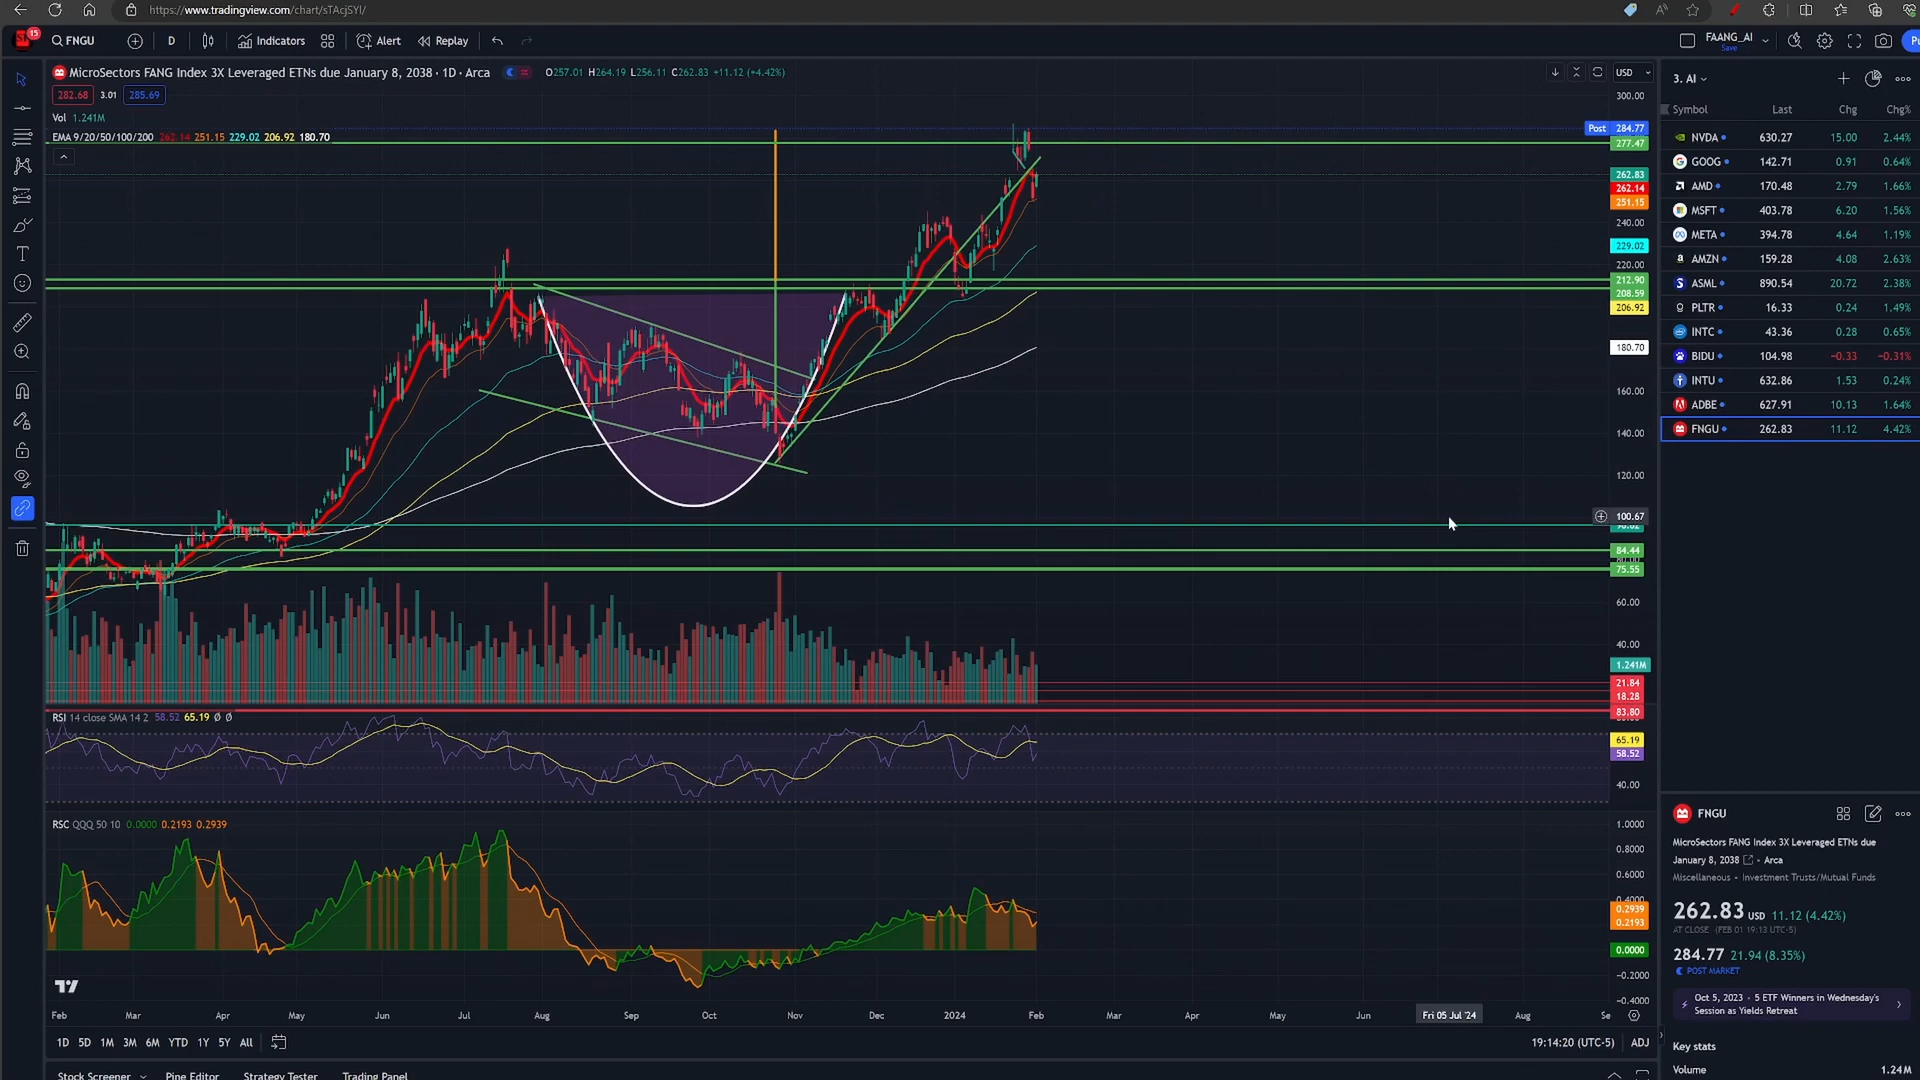 https://www.tradingview.com/chart/sTAcjSYI/
15
FNGU
D
Indicators
Alert
Replay
FAANG_AI
Save
MicroSectors FANG Index 3X Leveraged ETNs due January 8, 2038 · 1D · Arca
O257.01 H264.19 L256.11 C262.83 +11.12 (+4.42%)
USD
282.68 3.01 285.69
Vol 1.241M
EMA 9/20/50/100/200 262.14 251.15 229.02 206.92 180.70
300.00
Post 284.77
277.47
262.83
262.14
251.15
240.00
229.02
220.00
212.90
208.59
206.92
180.70
160.00
140.00
120.00
100.67
84.44
75.55
60.00
40.00
1.241M
21.84
18.28
83.80
RSI 14 close SMA 14 2 58.52 65.19 Ø Ø
65.19
58.52
40.00
RSC QQQ 50 10 0.0000 0.2193 0.2939
1.0000
0.8000
0.6000
0.4000
0.2939
0.2193
0.0000
−0.2000
−0.4000
Feb Mar Apr May Jun Jul Aug Sep Oct Nov Dec 2024 Feb Mar Apr May Jun Fri 05 Jul '24 Aug Se
1D 5D 1M 3M 6M YTD 1Y 5Y All
19:14:20 (UTC-5) ADJ
Stock Screener Pine Editor Strategy Tester Trading Panel
3. AI
Symbol Last Chg Chg%
NVDA 630.27 15.00 2.44%
GOOG 142.71 0.91 0.64%
AMD 170.48 2.79 1.66%
MSFT 403.78 6.20 1.56%
META 394.78 4.64 1.19%
AMZN 159.28 4.08 2.63%
ASML 890.54 20.72 2.38%
PLTR 16.33 0.24 1.49%
INTC 43.36 0.28 0.65%
BIDU 104.98 −0.33 −0.31%
INTU 632.86 1.53 0.24%
ADBE 627.91 10.13 1.64%
FNGU 262.83 11.12 4.42%
FNGU
MicroSectors FANG Index 3X Leveraged ETNs due
January 8, 2038 • Arca
Miscellaneous • Investment Trusts/Mutual Funds
262.83 USD 11.12 (4.42%)
AT CLOSE (FEB 01 19:13 UTC-5)
284.77 21.94 (8.35%)
POST MARKET
Oct 5, 2023 · 5 ETF Winners in Wednesday's
Session as Yields Retreat
Key stats
Volume 1.24M